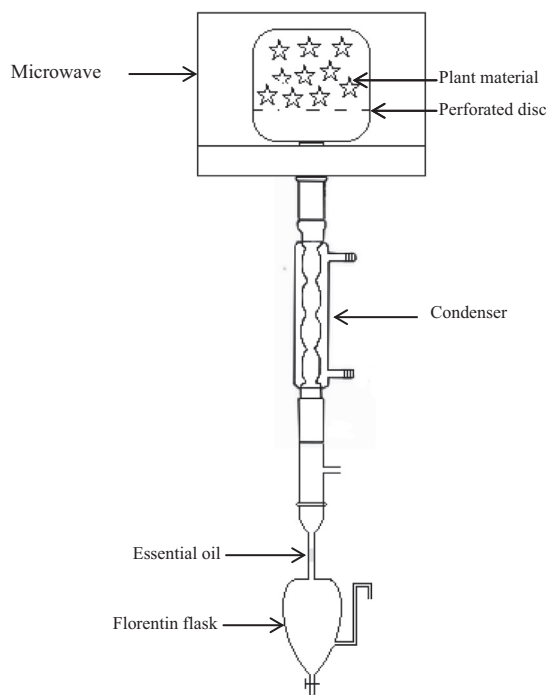 Microwave
Plant material
Perforated disc
Condenser
Essential oil
Florentin flask